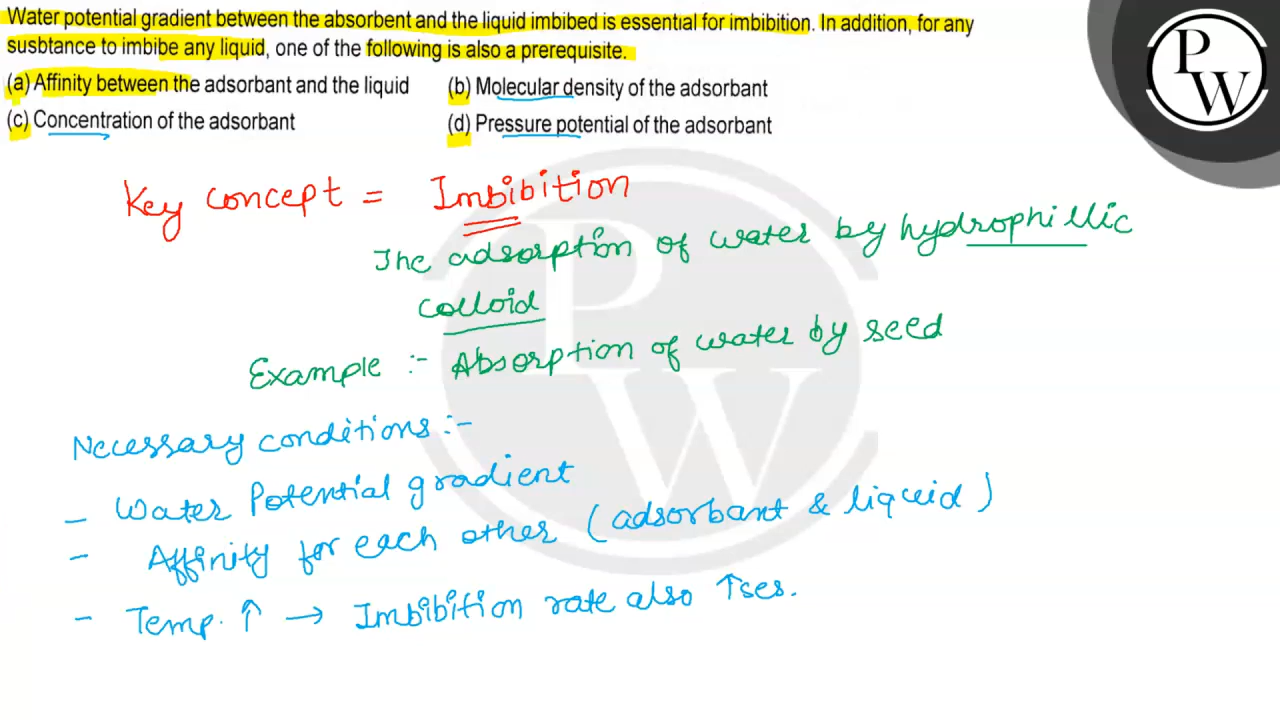 Water potential gradient between the absorbent and the liquid imbibed is essential for imbibition. In addition, for any
susbtance to imbibe any liquid, one of the following is also a prerequisite.
(a) Affinity between the adsorbant and the liquid (b) Molecular density of the adsorbant
(c) Concentration of the adsorbant (d) Pressure potential of the adsorbant
P
W
Key concept = Imbibition
The adsorption of water by hydrophillic
colloid
Example :- Absorption of water by seed
Necessary conditions :-
- Water Potential gradient
- Affinity for each other (adsorbant & liquid)
- Temp. ↑ → Imbibition rate also ↑ses.
P
W